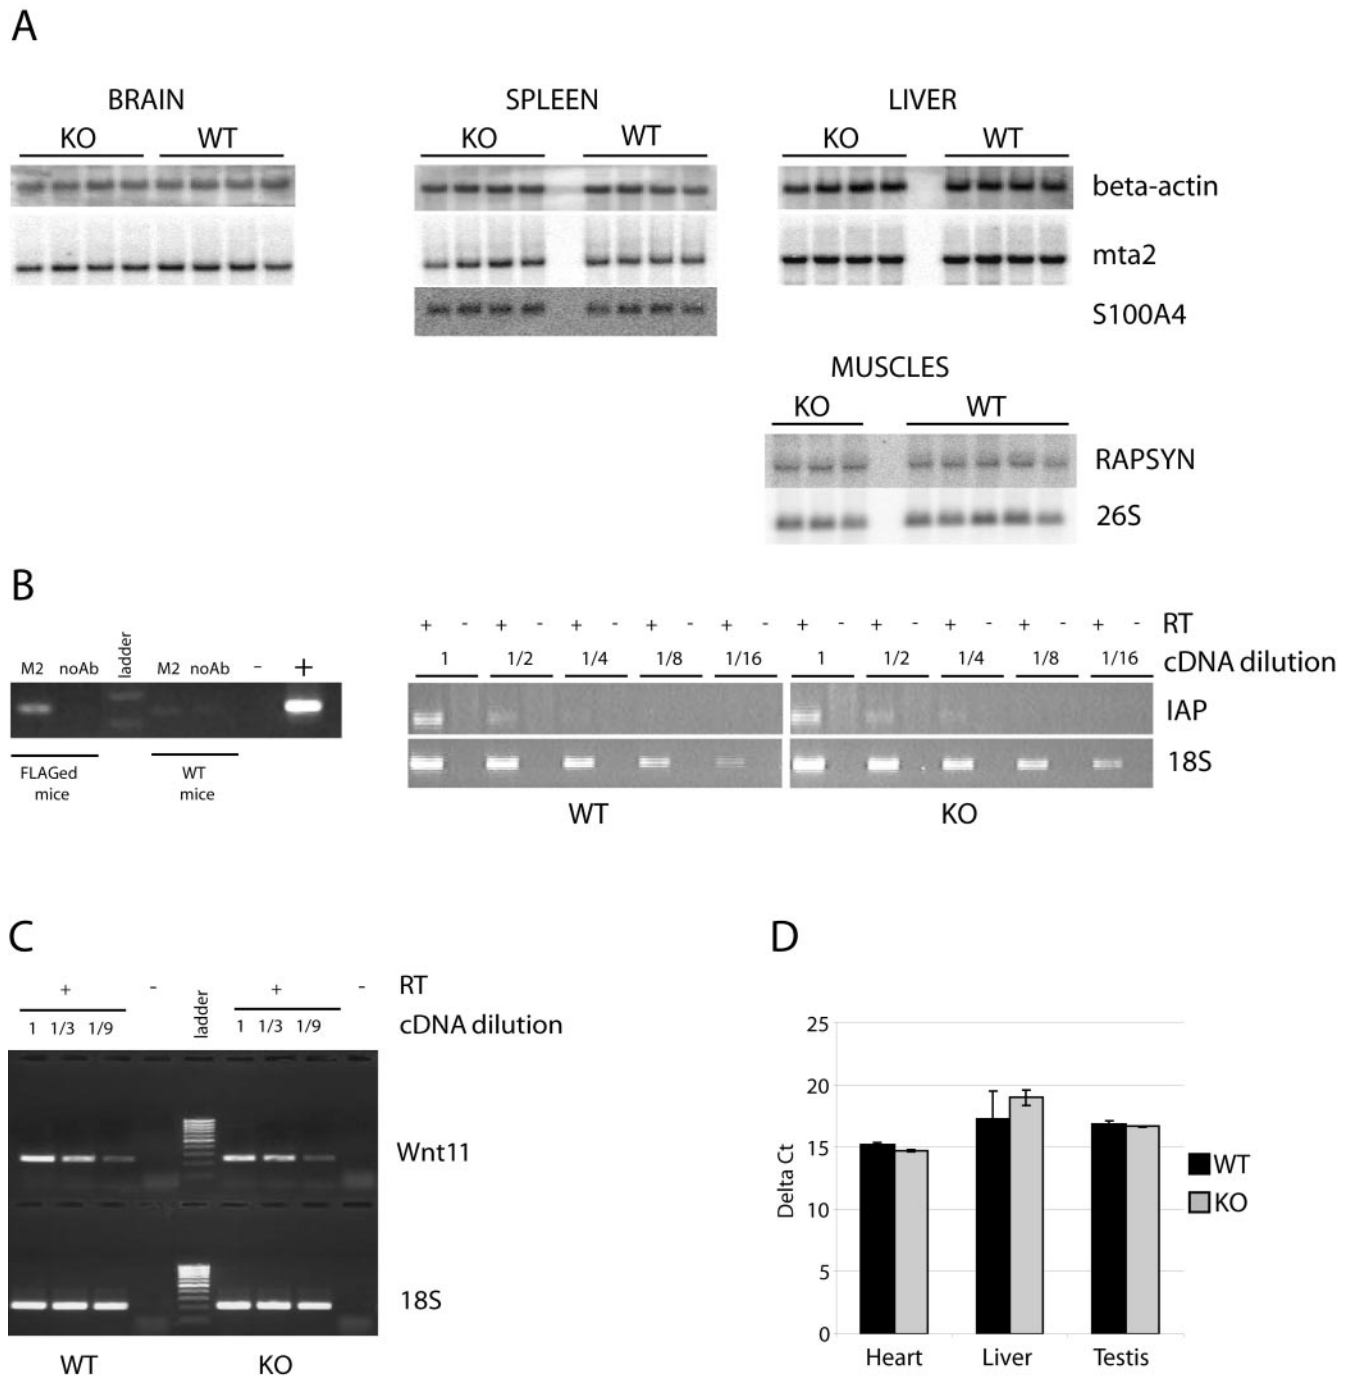 A
BRAIN
SPLEEN
LIVER
KO WT
KO WT
KO WT
beta-actin
mta2
S100A4
MUSCLES
KO WT
RAPSYN
26S
B
M2 noAb ladder M2 noAb - +
FLAGed mice
WT mice
+ - + - + - + - + - + - + - + - + - + - RT
1 1/2 1/4 1/8 1/16 1 1/2 1/4 1/8 1/16 cDNA dilution
IAP
18S
WT KO
C
+ - ladder + - RT
1 1/3 1/9 1 1/3 1/9 cDNA dilution
Wnt11
18S
WT KO
D
25
20
15
10
5
0
Delta Ct
WT
KO
Heart Liver Testis